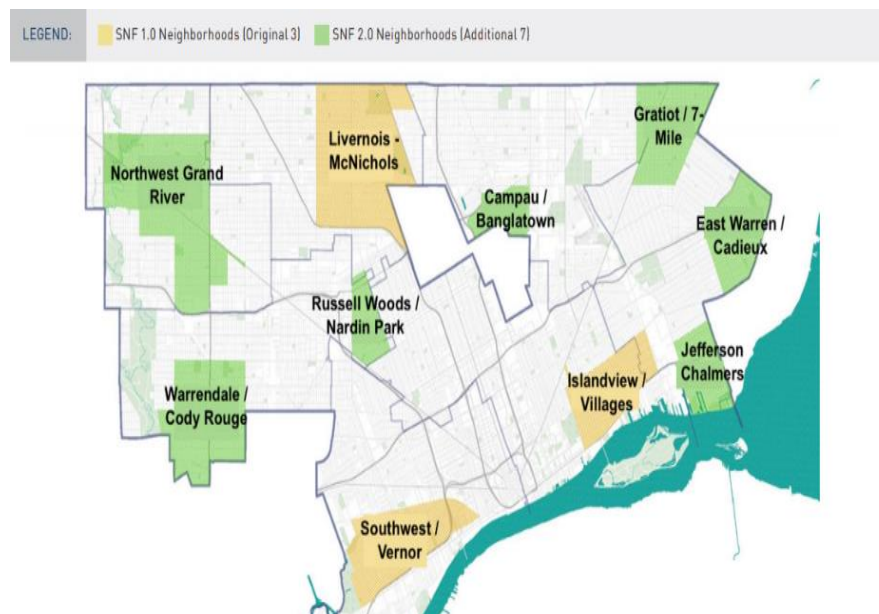 LEGEND:
SNF 1.0 Neighborhoods (Original 3)
SNF 2.0 Neighborhoods (Additional 7)
Gratiot / 7-
Mile
Livernois -
McNichols
Northwest Grand
River
Campau /
Banglatown
East Warren /
Cadieux
Russell Woods /
Nardin Park
Jefferson
Chalmers
Islandview /
Villages
Warrendale /
Cody Rouge
Southwest /
Vernor